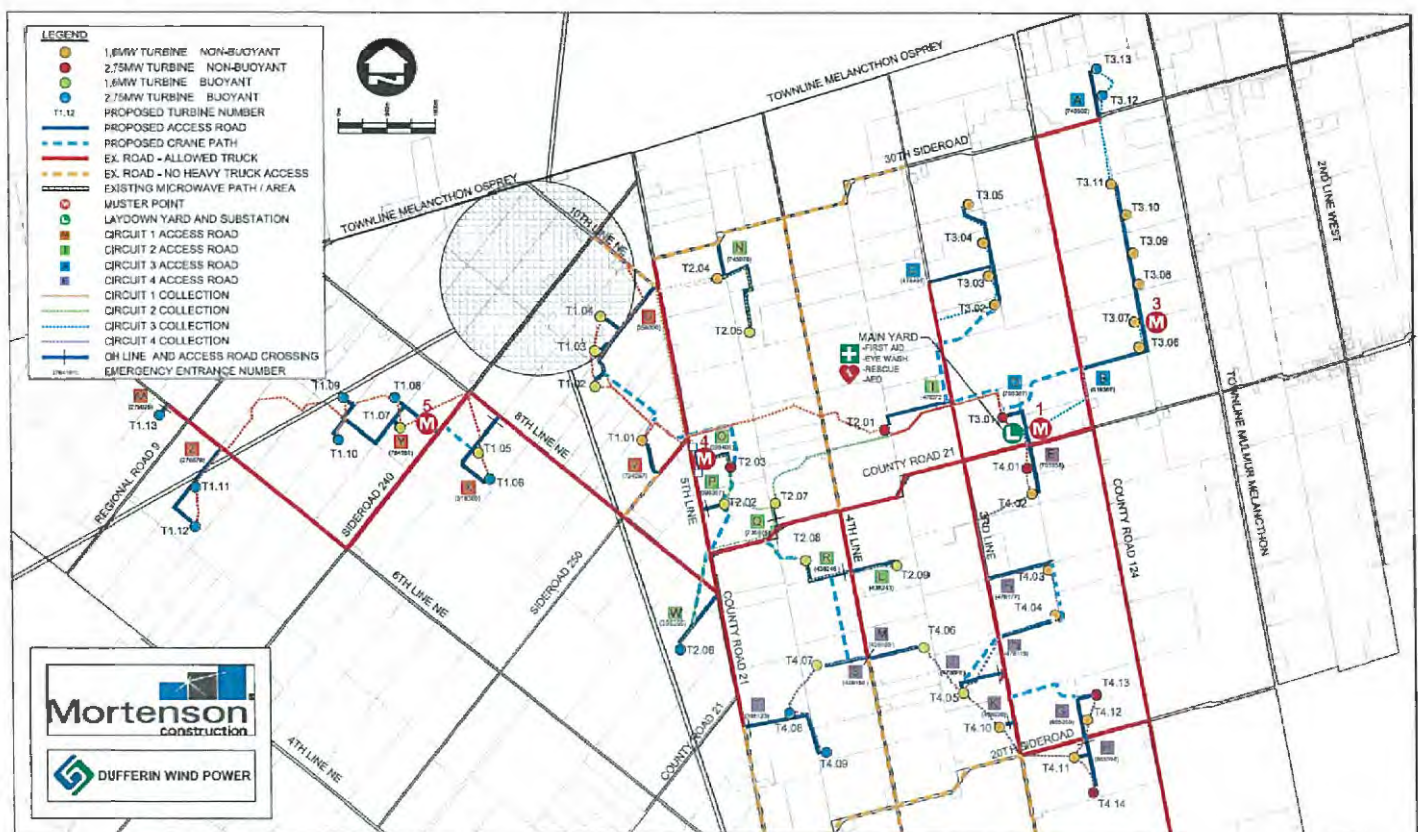 LEGEND
1.6MW TURBINE NON-BUOYANT
2.75MW TURBINE NON-BUOYANT
1.6MW TURBINE BUOYANT
2.75MW TURBINE BUOYANT
T1.12 PROPOSED TURBINE NUMBER
PROPOSED ACCESS ROAD
PROPOSED CRANE PATH
EX. ROAD - ALLOWED TRUCK
EX. ROAD - NO HEAVY TRUCK ACCESS
EXISTING MICROWAVE PATH / AREA
M MUSTER POINT
L LAYDOWN YARD AND SUBSTATION
CIRCUIT 1 ACCESS ROAD
CIRCUIT 2 ACCESS ROAD
CIRCUIT 3 ACCESS ROAD
CIRCUIT 4 ACCESS ROAD
CIRCUIT 1 COLLECTION
CIRCUIT 2 COLLECTION
CIRCUIT 3 COLLECTION
CIRCUIT 4 COLLECTION
OH LINE AND ACCESS ROAD CROSSING
EMERGENCY ENTRANCE NUMBER
TOWNLINE MELANCTHON OSPREY
TOWNLINE MELANCTHON OSPREY
30TH SIDEROAD
10TH LINE NE
2ND LINE WEST
T3.13
A
T3.12
T3.11
T3.10
T3.09
T3.08
T3.07
3
M
T3.06
T3.05
T3.04
T3.03
T3.02
N
T2.04
T2.05
T1.04
T1.03
T1.02
MAIN YARD
-FIRST AID
-EYE WASH
-RESCUE
-AED
I
B
T1.09
T1.08
T1.07
5
M
T1.13
T1.10
T1.11
T1.12
Z
REGIONAL ROAD 9
SIDEROAD 240
8TH LINE NE
T1.05
T1.06
T1.01
4
M
T2.03
P
T2.02
5TH LINE
T2.01
T3.01
L
1
M
COUNTY ROAD 21
T4.01
T4.02
T2.07
Q
T2.08
R
T2.09
L
4TH LINE
3RD LINE
COUNTY ROAD 124
TOWNLINE MULMUR MELANCTHON
6TH LINE NE
SIDEROAD 250
W
T2.06
COUNTY ROAD 21
T4.03
T4.04
M
T4.06
T4.07
T4.05
K
T4.10
T4.13
T4.12
20TH SIDEROAD
T4.11
T4.14
T4.08
T4.09
COUNTY ROAD 21
4TH LINE NE
Mortenson
construction
DUFFERIN WIND POWER